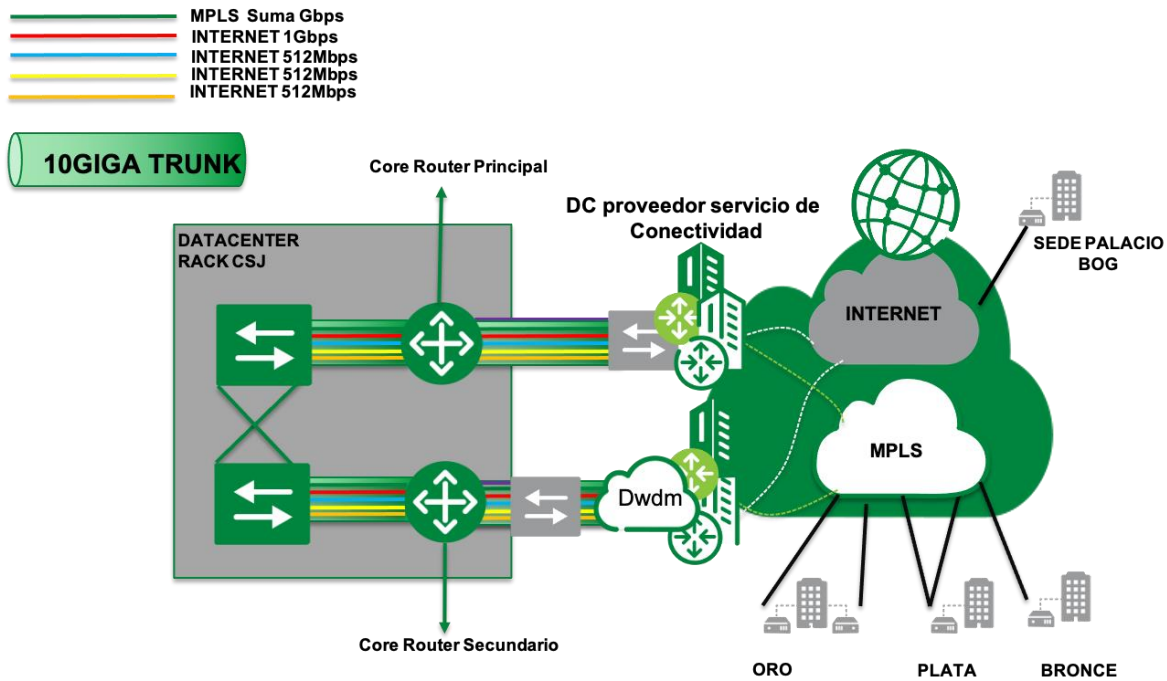 MPLS Suma Gbps
INTERNET 1Gbps
INTERNET 512Mbps
INTERNET 512Mbps
INTERNET 512Mbps
10GIGA TRUNK
Core Router Principal
DC proveedor servicio de
Conectividad
DATACENTER
RACK CSJ
SEDE PALACIO
BOG
INTERNET
MPLS
Dwdm
Core Router Secundario
ORO
PLATA
BRONCE